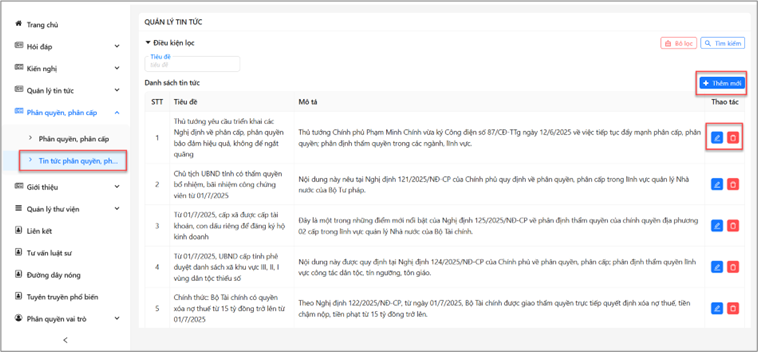 Trang chủ
Hỏi đáp
Kiến nghị
Quản lý tin tức
Phân quyền, phân cấp
Phân quyền, phân cấp
Tin tức phân quyền, ph...
Giới thiệu
Quản lý thư viện
Liên kết
Tư vấn luật sư
Đường dây nóng
Tuyên truyền phổ biến
Phân quyền vai trò
QUẢN LÝ TIN TỨC
Điều kiện lọc
Bỏ lọc
Tìm kiếm
Tiêu đề
tiêu đề
Danh sách tin tức
Thêm mới
STT Tiêu đề Mô tả Thao tác
1
Thủ tướng yêu cầu triển khai các
Nghị định về phân cấp, phân quyền
bảo đảm hiệu quả, không để ngắt
quãng
Thủ tướng Chính phủ Phạm Minh Chính vừa ký Công điện số 87/CĐ-TTg ngày 12/6/2025 về việc tiếp tục đẩy mạnh phân cấp, phân
quyền; phân định thẩm quyền trong các ngành, lĩnh vực.
2
Chủ tịch UBND tỉnh có thẩm quyền
bổ nhiệm, bãi nhiệm công chứng
viên từ 01/7/2025
Nội dung này nêu tại Nghị định 121/2025/NĐ-CP của Chính phủ quy định về phân quyền, phân cấp trong lĩnh vực quản lý Nhà
nước của Bộ Tư pháp.
3
Từ 01/7/2025, cấp xã được cấp tài
khoản, con dấu riêng để đăng ký hộ
kinh doanh
Đây là một trong những điểm mới nổi bật của Nghị định 125/2025/NĐ-CP về phân định thẩm quyền của chính quyền địa phương
02 cấp trong lĩnh vực quản lý Nhà nước của Bộ Tài chính.
4
Từ 01/7/2025, UBND cấp tỉnh phê
duyệt danh sách xã khu vực III, II, I
vùng dân tộc thiểu số
Nội dung này được quy định tại Nghị định 124/2025/NĐ-CP của Chính phủ về phân quyền, phân cấp; phân định thẩm quyền lĩnh
vực công tác dân tộc, tín ngưỡng, tôn giáo.
5
Chính thức: Bộ Tài chính có quyền
xóa nợ thuế từ 15 tỷ đồng trở lên từ
01/7/2025
Theo Nghị định 122/2025/NĐ-CP, từ ngày 01/7/2025, Bộ Tài chính được giao thẩm quyền trực tiếp quyết định xóa nợ thuế, tiền
chậm nộp, tiền phạt từ 15 tỷ đồng trở lên.